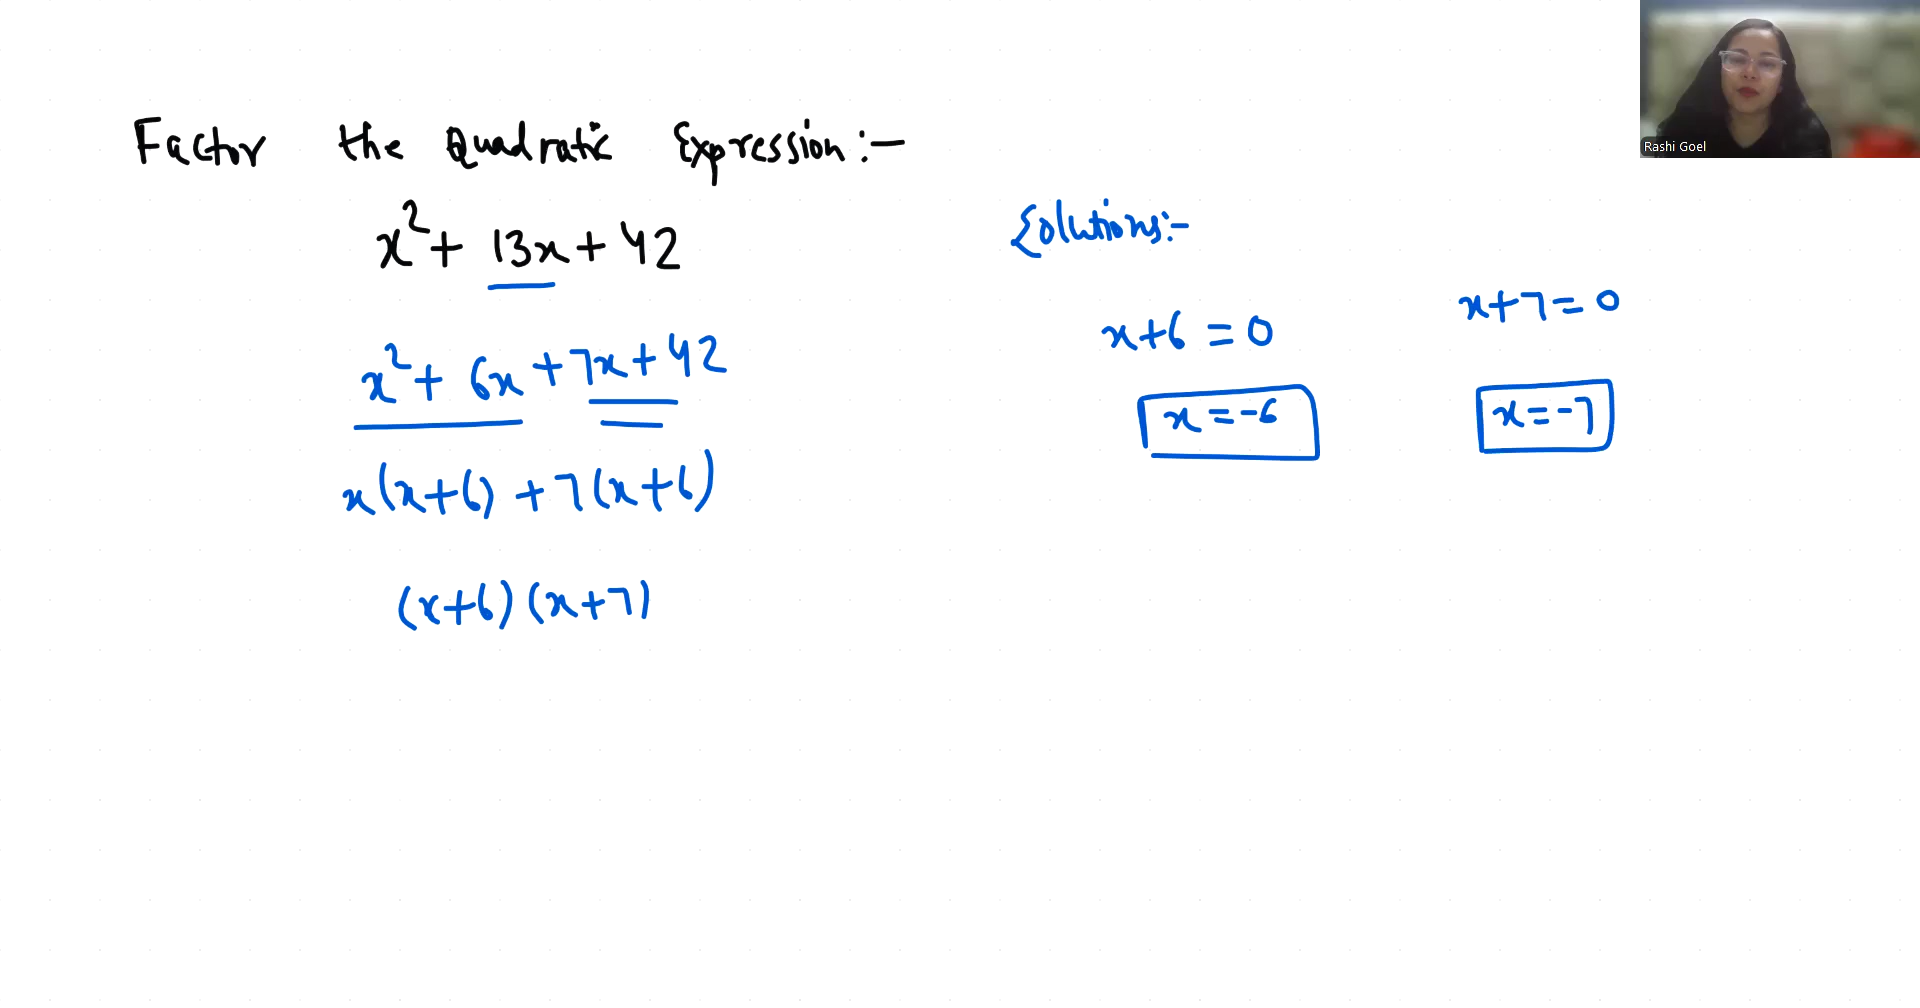 Factor the Quadratic Expression:-
x² + 13x + 42
x² + 6x + 7x + 42
x(x+6) + 7(x+6)
(x+6)(x+7)
Solutions:-
x+6 = 0
x = -6
x+7 = 0
x = -7
Rashi Goel